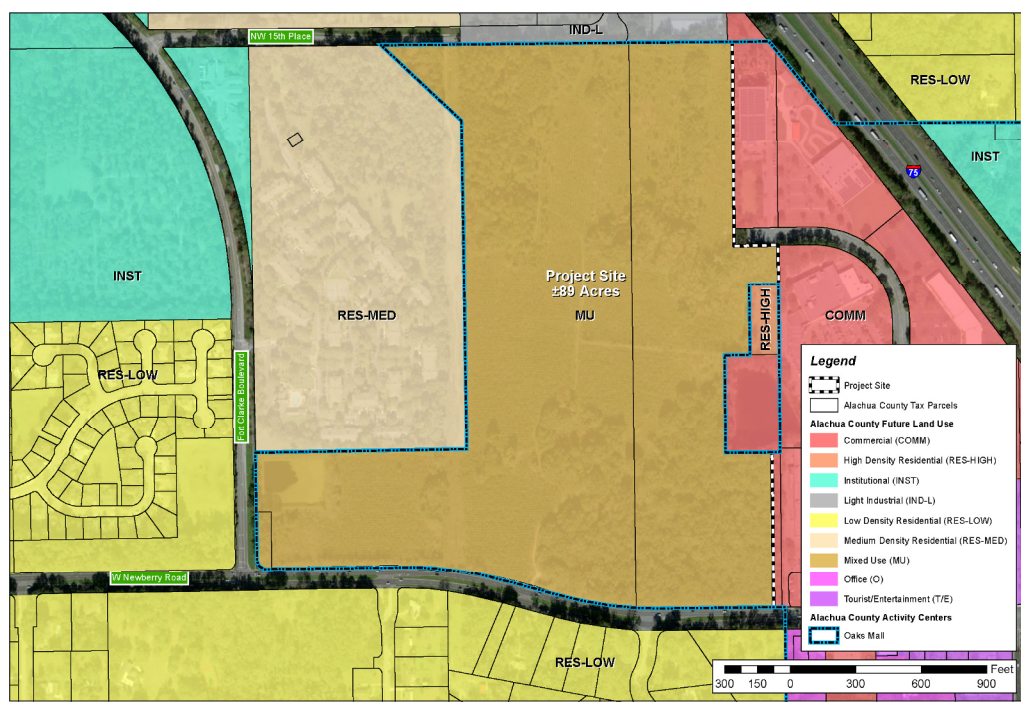 NW 15th Place
IND-L
RES-LOW
INST
75
INST
Project Site
±89 Acres
RES-MED
MU
RES-HIGH
COMM
RES-LOW
Fort Clarke Boulevard
W Newberry Road
RES-LOW
Legend
Project Site
Alachua County Tax Parcels
Alachua County Future Land Use
Commercial (COMM)
High Density Residential (RES-HIGH)
Institutional (INST)
Light Industrial (IND-L)
Low Density Residential (RES-LOW)
Medium Density Residential (RES-MED)
Mixed Use (MU)
Office (O)
Tourist/Entertainment (T/E)
Alachua County Activity Centers
Oaks Mall
300 150 0 300 600 900 Feet